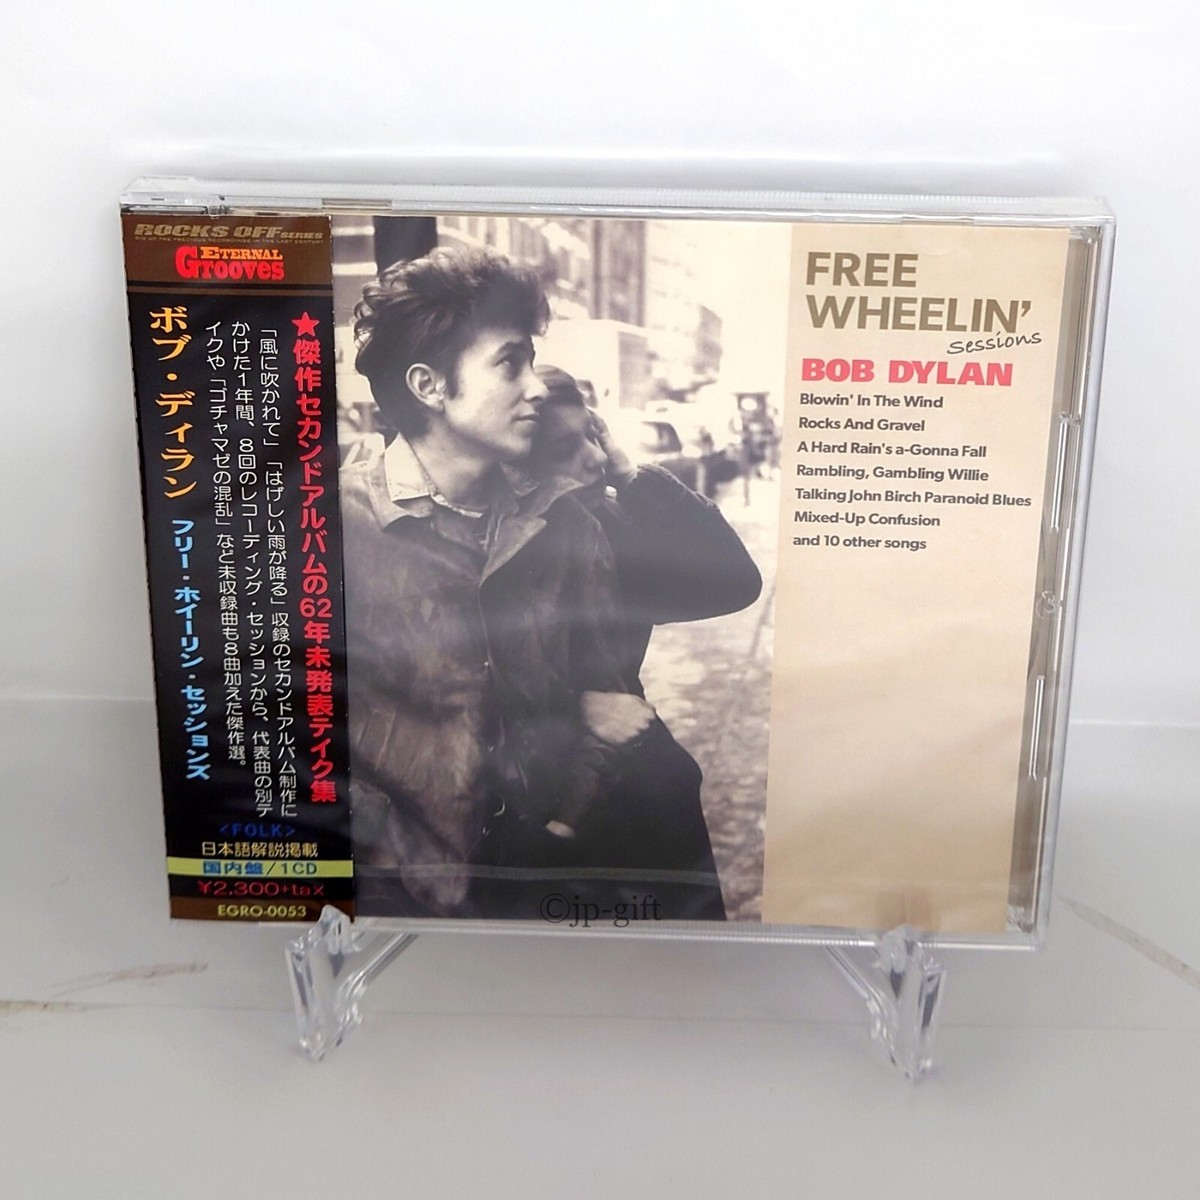 ROCKS OFF SERIES
DIG UP THE PRECIOUS RECORDINGS IN THE LAST CENTURY
ETERNAL
Grooves
ボブ・ディラン フリー・ホイーリン・セッションズ
★傑作セカンドアルバムの62年未発表テイク集
「風に吹かれて」「はげしい雨が降る」収録のセカンドアルバム制作に
かけた1年間、8回のレコーディング・セッションから、代表曲の別テ
イクや「ゴチャマゼの混乱」など未収録曲も8曲加えた傑作選。
<FOLK>
日本語解説掲載
国内盤/1CD
¥2,300+tax
EGRO-0053
FREE
WHEELIN'
Sessions
BOB DYLAN
Blowin' In The Wind
Rocks And Gravel
A Hard Rain's a-Gonna Fall
Rambling, Gambling Willie
Talking John Birch Paranoid Blues
Mixed-Up Confusion
and 10 other songs
©jp-gift